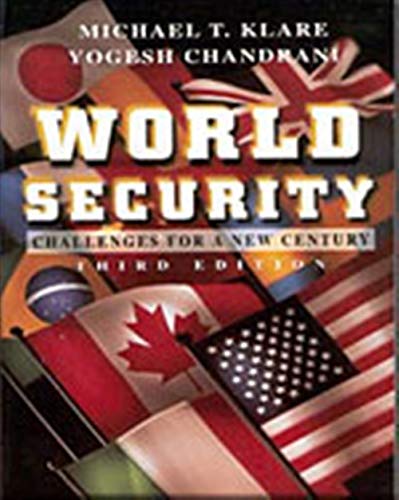 MICHAEL T. KLARE
YOGESH CHANDRANI
WORLD
SECURITY
CHALLENGES FOR A NEW CENTURY
THIRD EDITION